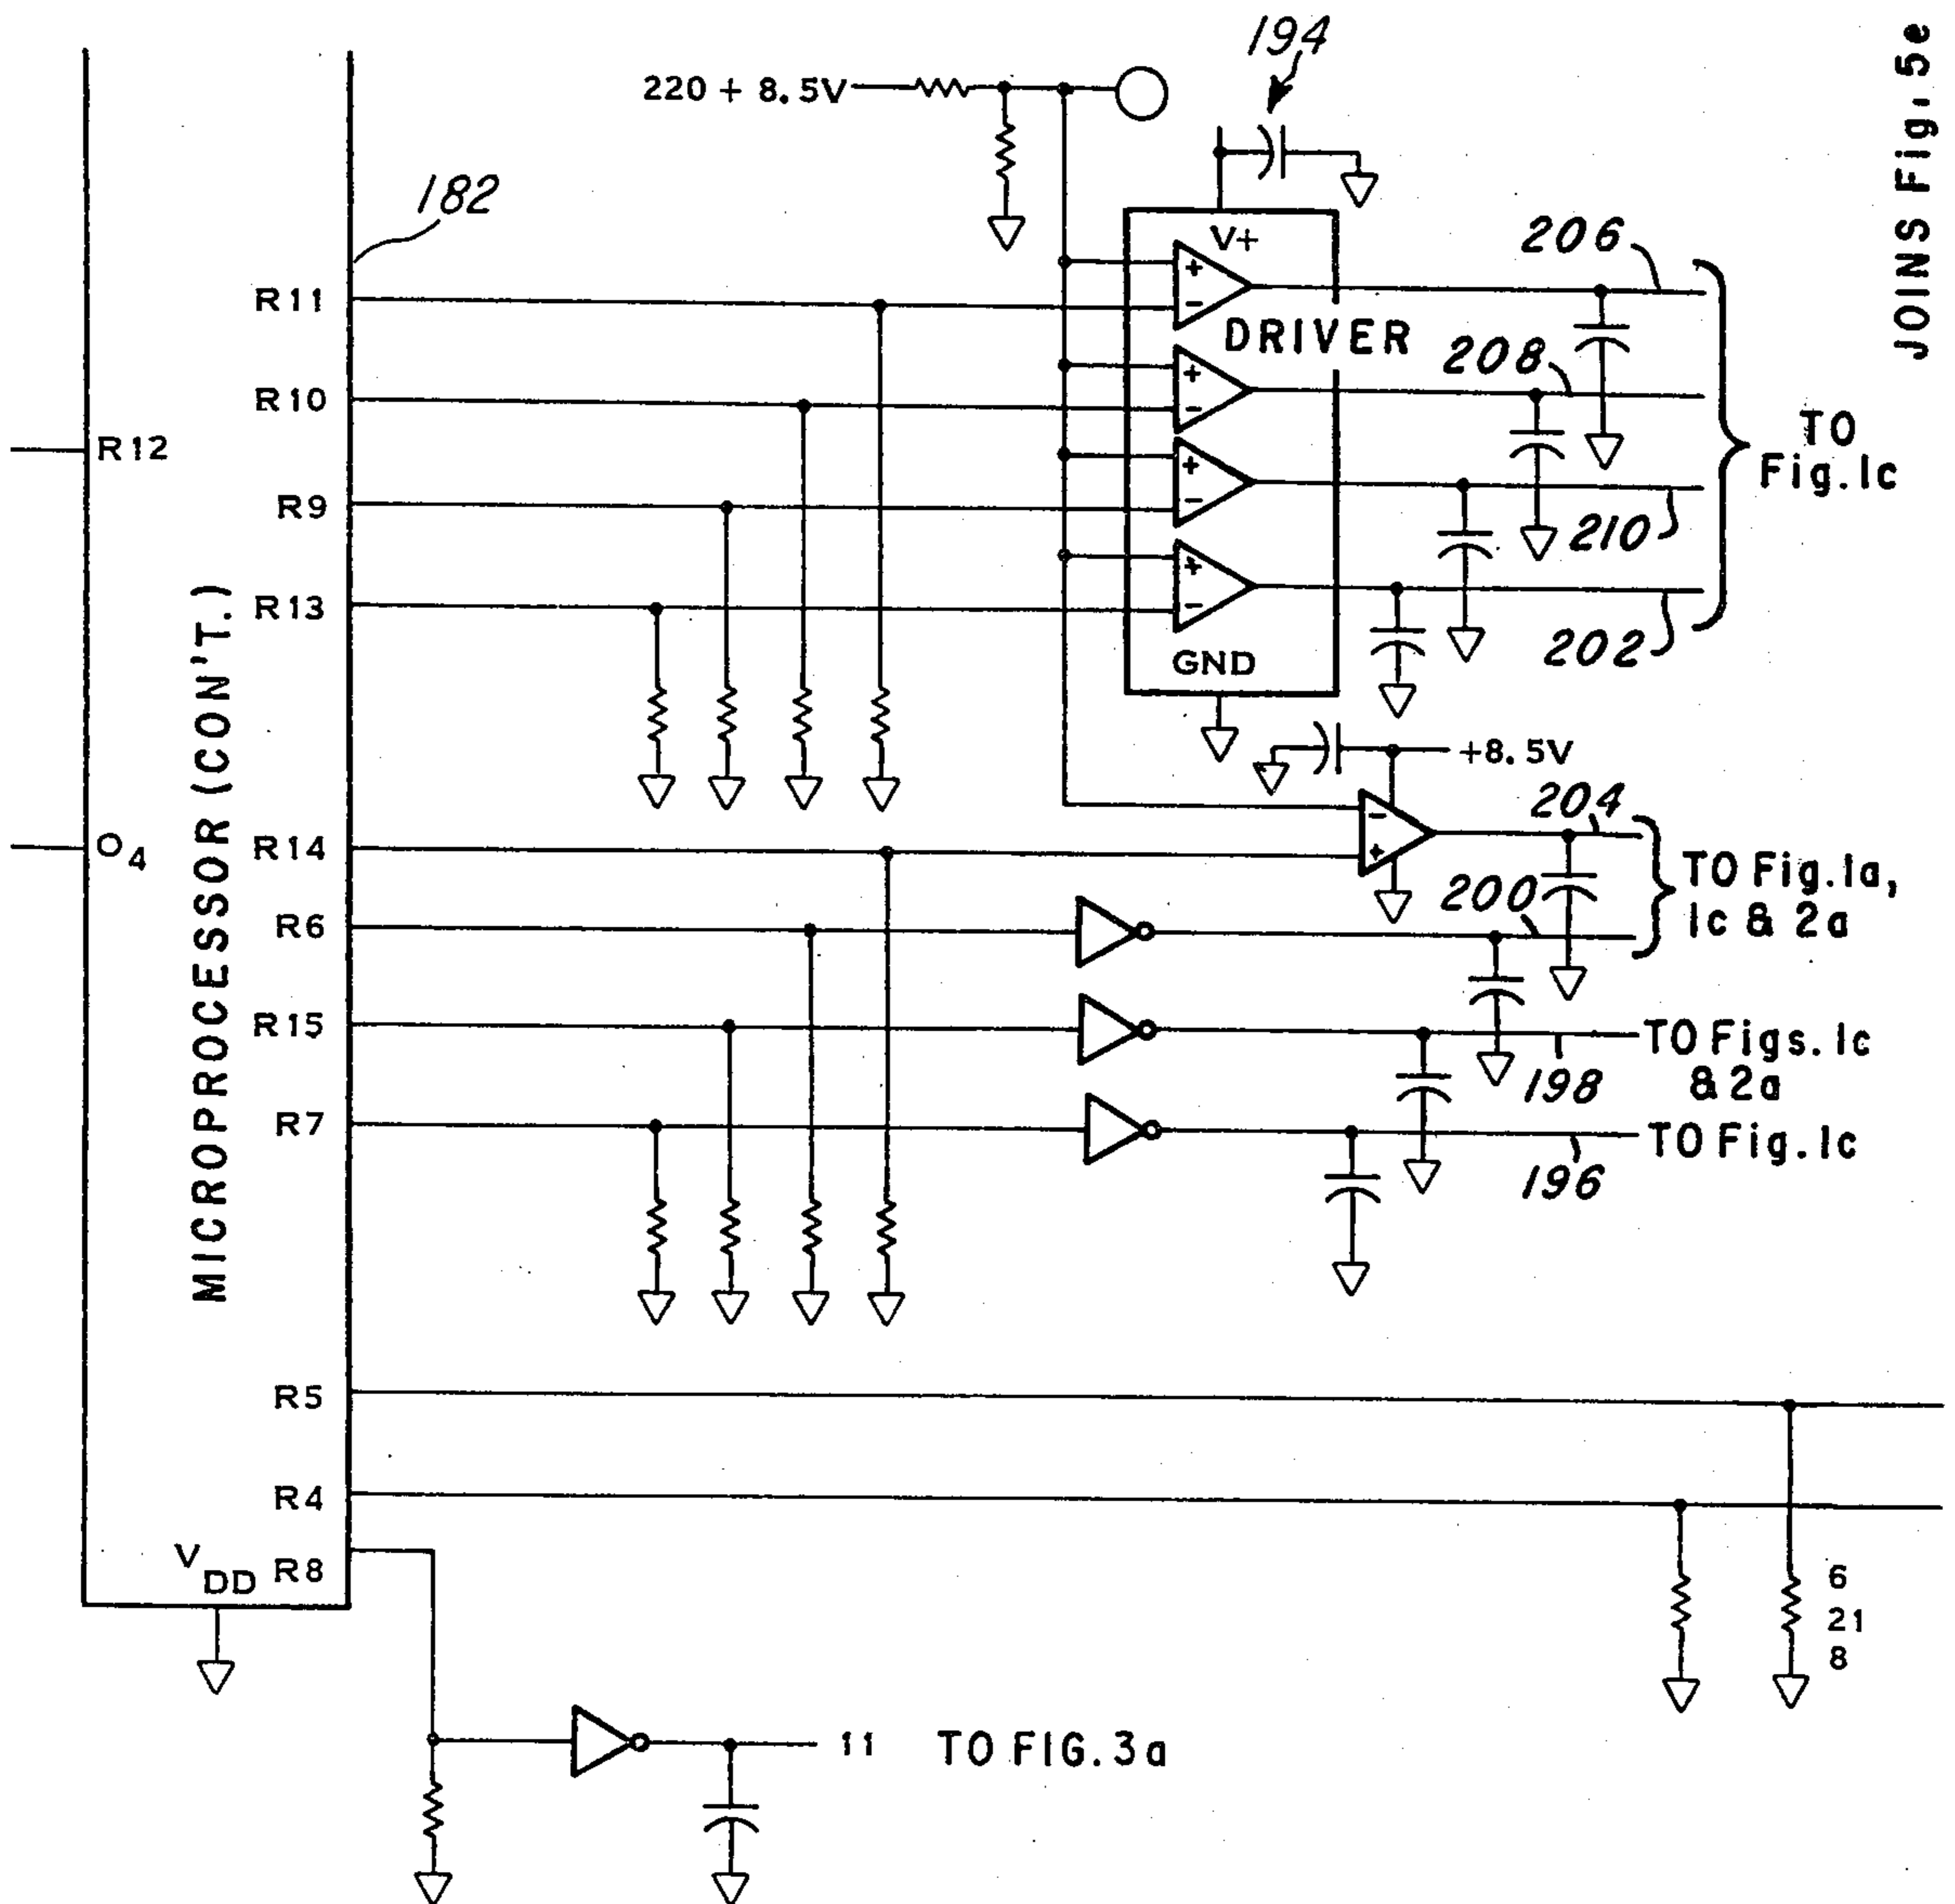 194
JOINS Fig. 5e
220 + 8.5V
182
V+
206
R11
DRIVER
208
R10
TO
Fig. 1c
R12
R9
210
R13
202
GND
MICROPROCESSOR (CON'T.)
+8.5V
204
O4
R14
TO Fig. 1a,
1c & 2a
200
R6
R15
TO Figs. 1c
& 2a
198
R7
TO Fig. 1c
196
R5
R4
VDD
R8
6
21
8
11 TO FIG. 3a